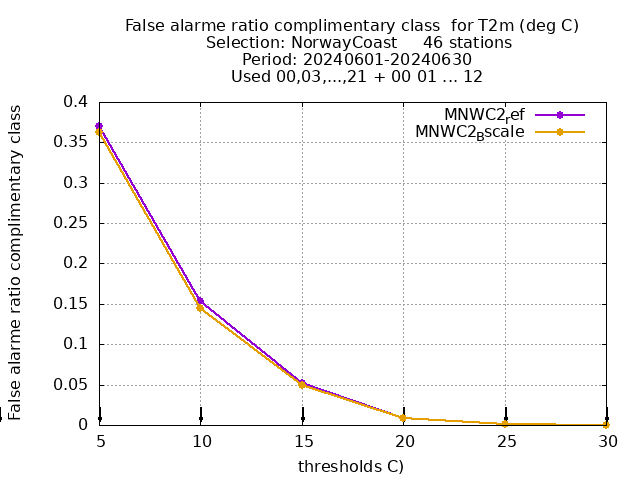 False alarme ratio complimentary class  for T2m (deg C)
Selection: NorwayCoast     46 stations
Period: 20240601-20240630
Used 00,03,...,21 + 00 01 ... 12
False alarme ratio complimentary class
0.4
0.35
0.3
0.25
0.2
0.15
0.1
0.05
0
MNWC2ref
MNWC2Bscale
5 10 15 20 25 30
thresholds C)